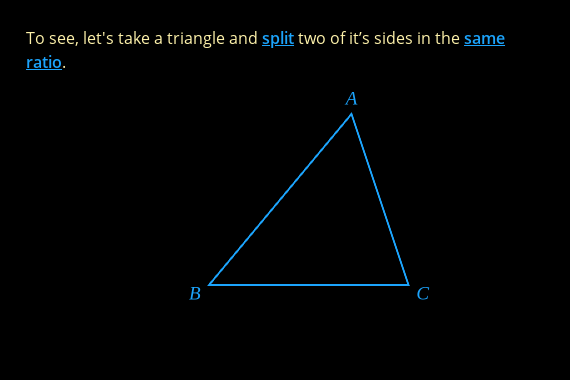 To see, let's take a triangle and split two of it’s sides in the same
ratio.
A
B
C